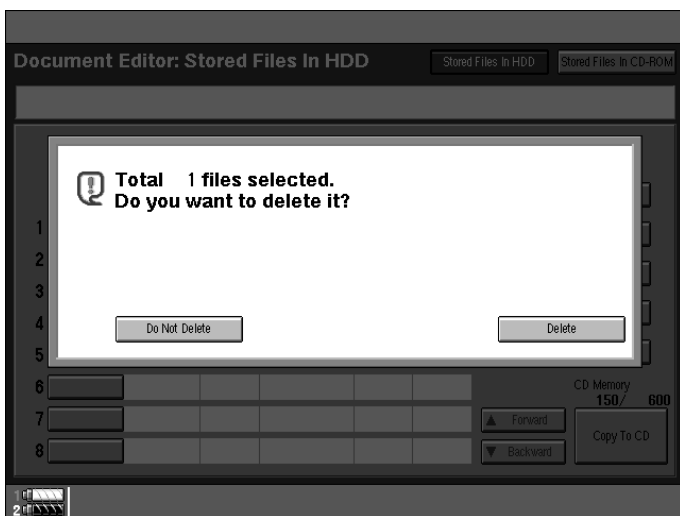 Document Editor: Stored Files In HDD
Stored Files In HDD
Stored Files In CD-ROM
Total 1 files selected.
Do you want to delete it?
Do Not Delete
Delete
1
2
3
4
5
6
7
8
CD Memory
150/ 600
▲ Forward
▼ Backward
Copy To CD
1
2